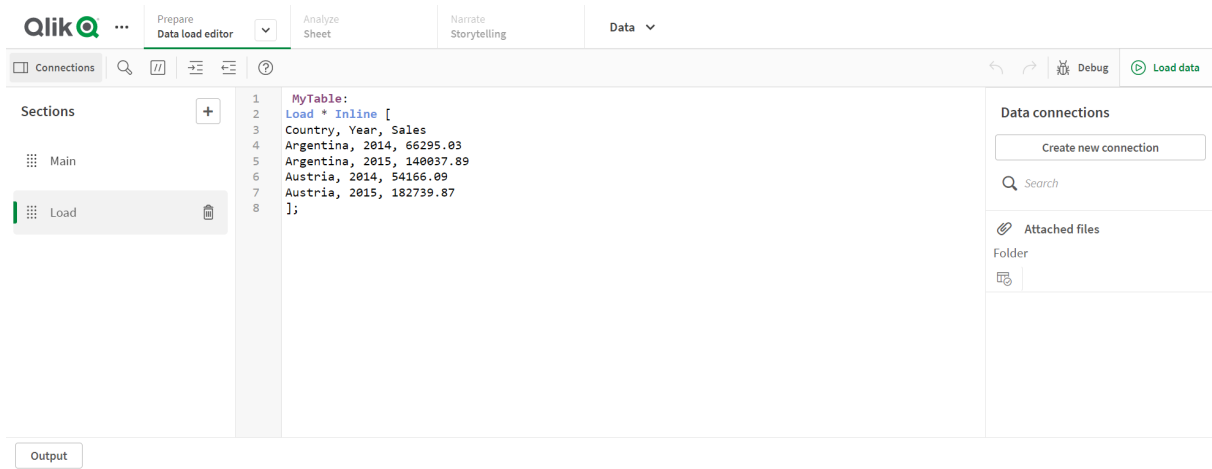 Qlik ... Prepare Analyze Narrate
Data load editor Sheet Storytelling Data
Connections // Debug Load data
Sections +
Main
Load
1 MyTable:
2 Load * Inline [
3 Country, Year, Sales
4 Argentina, 2014, 66295.03
5 Argentina, 2015, 140037.89
6 Austria, 2014, 54166.09
7 Austria, 2015, 182739.87
8 ];
Data connections
Create new connection
Search
Attached files
Folder
Output